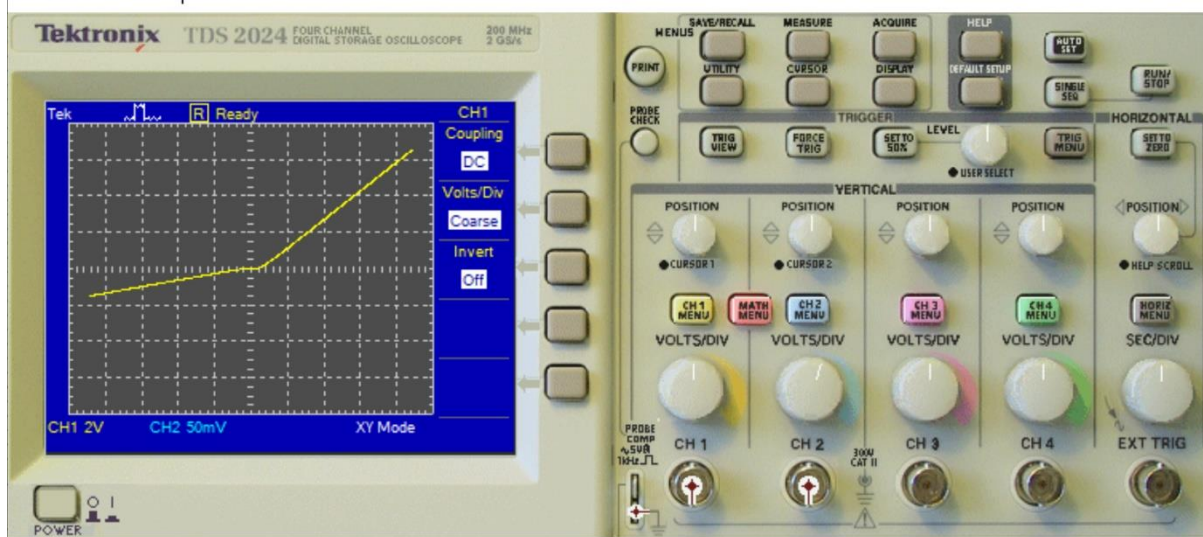 Tektronix TDS 2024 FOUR CHANNEL DIGITAL STORAGE OSCILLOSCOPE 200 MHz 2 GS/s
Tek R Ready CH1
Coupling
DC
Volts/Div
Coarse
Invert
Off
CH1 2V CH2 50mV XY Mode
POWER
PRINT
PROBE CHECK
MENUS
SAVE/RECALL MEASURE ACQUIRE
UTILITY CURSOR DISPLAY
HELP
DEFAULT SETUP
AUTO SET
SINGLE SEQ
RUN/STOP
TRIGGER
TRIG VIEW
FORCE TRIG
SET TO 50%
LEVEL
USER SELECT
TRIG MENU
HORIZONTAL
SET TO ZERO
VERTICAL
POSITION POSITION POSITION POSITION POSITION
CURSOR 1 CURSOR 2 HELP SCROLL
CH 1 MENU
MATH MENU
CH 2 MENU
CH 3 MENU
CH 4 MENU
HORIZ MENU
VOLTS/DIV VOLTS/DIV VOLTS/DIV VOLTS/DIV SEC/DIV
PROBE COMP
~5V@
1kHz
CH 1 CH 2 CH 3 CH 4 EXT TRIG
300V
CAT II